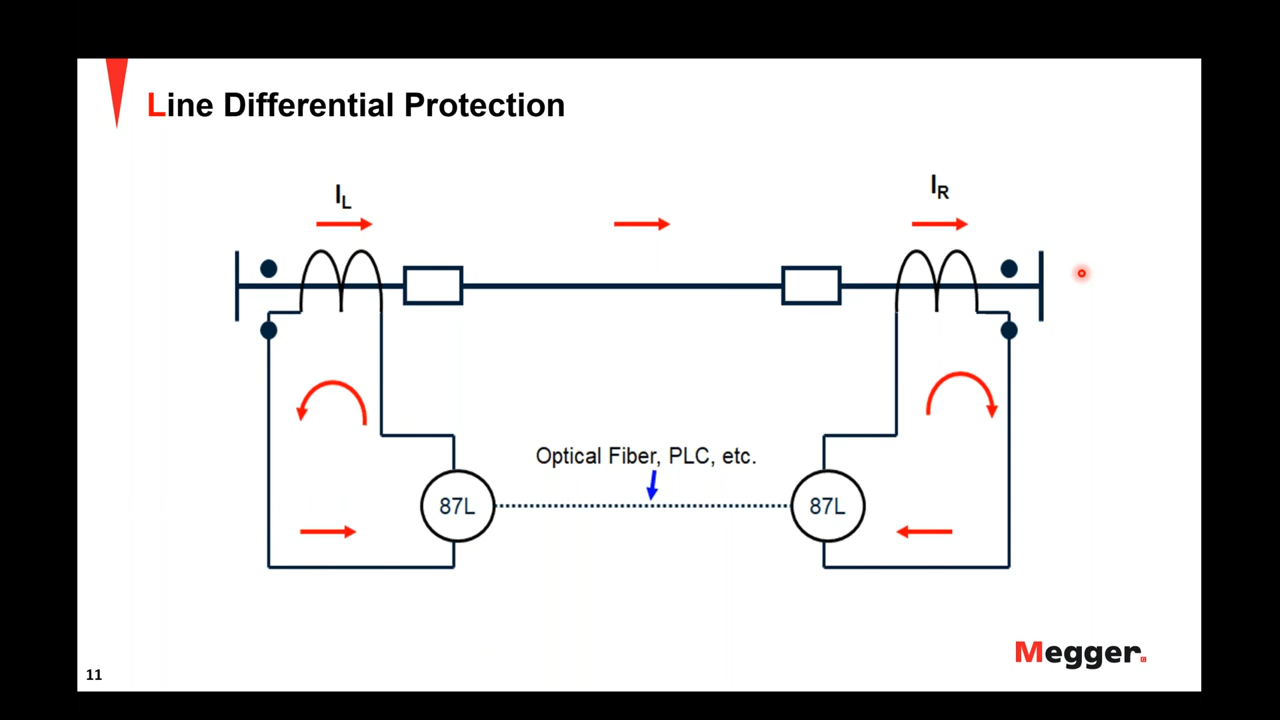 Line Differential Protection
IL
IR
Optical Fiber, PLC, etc.
87L
87L
Megger
11